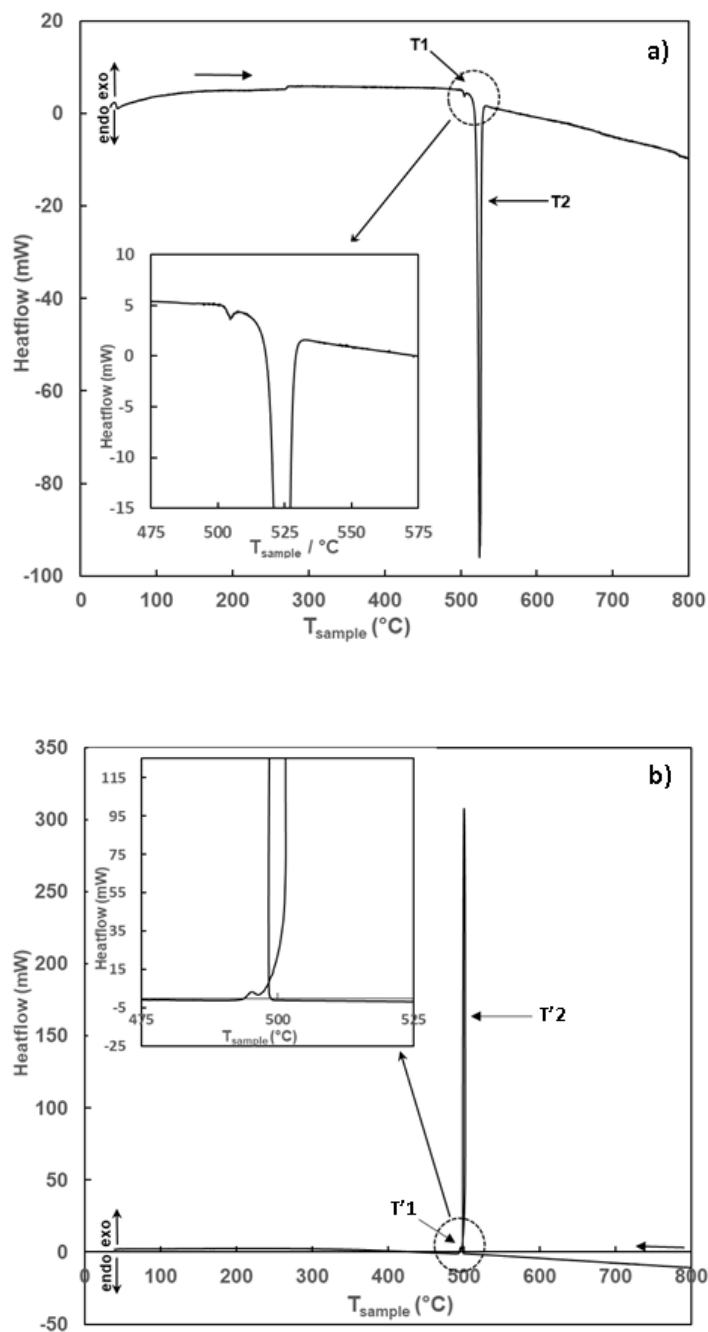 a)
20
0
-20
-40
-60
-80
-100
Heatflow (mW)
endo exo
T1
T2
10
5
0
-5
-10
-15
Heatflow (mW)
475 500 525 550 575
Tsample / °C
0 100 200 300 400 500 600 700 800
Tsample (°C)
b)
350
300
250
200
150
100
50
0
-50
Heatflow (mW)
endo exo
115
95
75
55
35
15
-5
-25
Heatflow (mW)
475 500 525
Tsample (°C)
T'2
T'1
0 100 200 300 400 500 600 700 800
Tsample (°C)